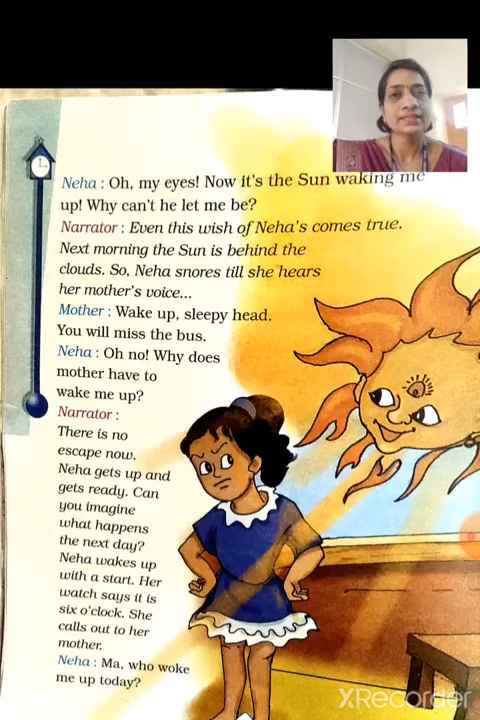 Neha : Oh, my eyes! Now it's the Sun waking me
up! Why can't he let me be?
Narrator : Even this wish of Neha's comes true.
Next morning the Sun is behind the
clouds. So, Neha snores till she hears
her mother's voice...
Mother : Wake up, sleepy head.
You will miss the bus.
Neha : Oh no! Why does
mother have to
wake me up?
Narrator :
There is no
escape now.
Neha gets up and
gets ready. Can
you imagine
what happens
the next day?
Neha wakes up
with a start. Her
watch says it is
six o'clock. She
calls out to her
mother.
Neha : Ma, who woke
me up today?
XRecorder